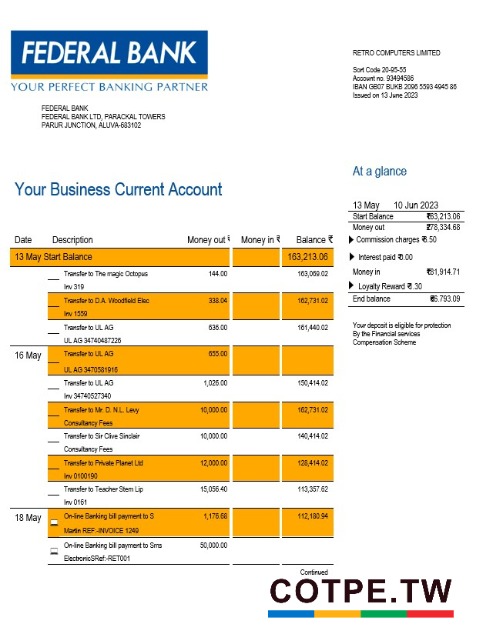 FEDERAL BANK
YOUR PERFECT BANKING PARTNER
RETRO COMPUTERS LIMITED
Sort Code 20-95-55
Account no. 93494586
IBAN GB07 BUKB 2096 5593 4945 86
Issued on 13 June 2023
FEDERAL BANK
FEDERAL BANK LTD, PARACKAL TOWERS
PARUR JUNCTION, ALUVA-683102
At a glance
Your Business Current Account
13 May 10 Jun 2023
Start Balance ₹163,213.06
Money out ₹278,334.68
Commission charges ₹8.50
Interest paid ₹0.00
Money in ₹181,914.71
Loyalty Reward ₹1.30
End balance ₹66,793.09
Your deposit is eligible for protection
By the Financial services
Compensation Scheme
Date Description Money out ₹ Money in ₹ Balance ₹
13 May Start Balance 163,213.06
Transfer to The magic Octopus 144.00 163,069.02
Inv 319
Transfer to D.A. Woodfield Elec 338.04 162,731.02
Inv 1559
Transfer to UL AG 636.00 161,440.02
UL AG 34740487226
16 May Transfer to UL AG 655.00
UL AG 3470581916
Transfer to UL AG 1,026.00 150,414.02
Inv 34740527340
Transfer to Mr. D. N.L. Levy 10,000.00 162,731.02
Consultancy Fees
Transfer to Sir Clive Sinclair 10,000.00 140,414.02
Consultancy Fees
Transfer to Private Planet Ltd 12,000.00 128,414.02
Inv 0100190
Transfer to Teacher Stem Lip 15,056.40 113,357.62
Inv 0161
18 May On-line Banking bill payment to S 1,176.68 112,180.94
Martin REF:-INVOICE 1249
On-line Banking bill payment to Sms 50,000.00
ElectronicSRef:-RET001
Continued
COTPE.TW